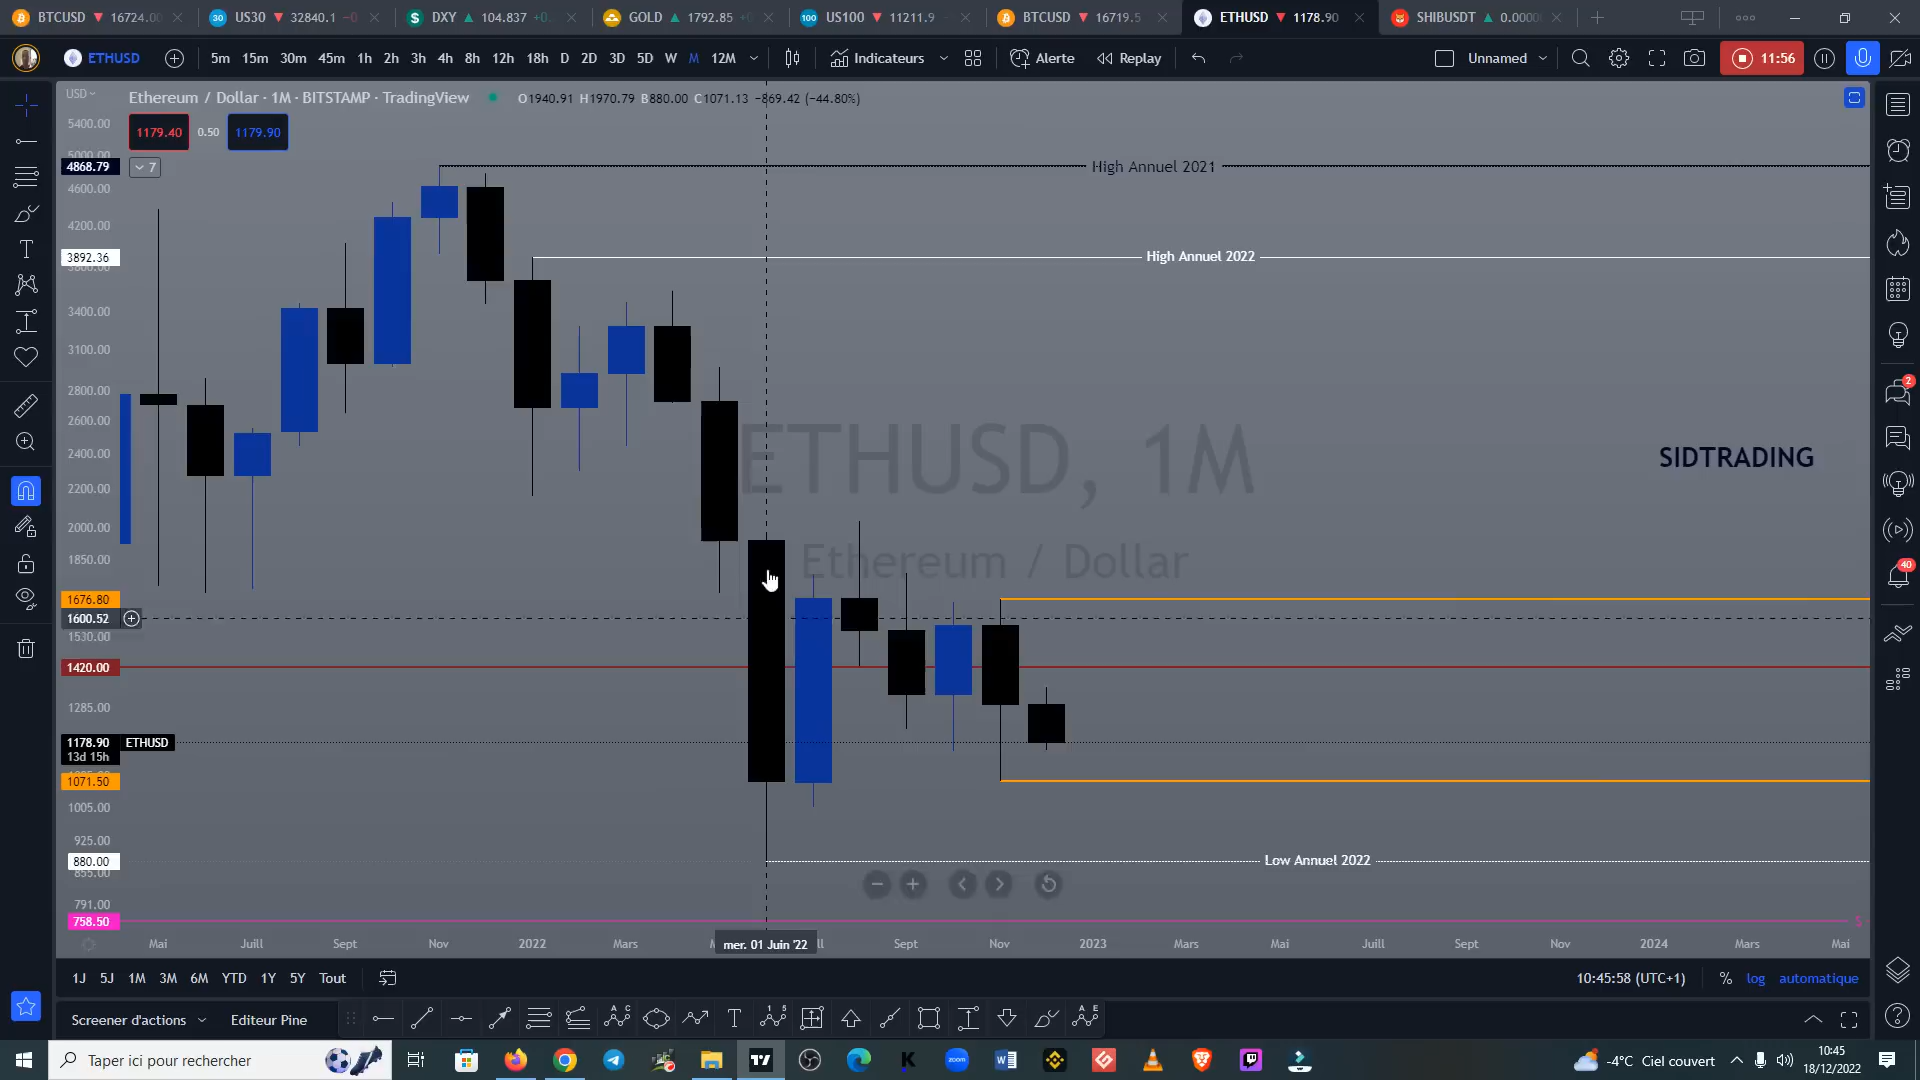 BTCUSD 16724.00 US30 32840.1 DXY 104.837 GOLD 1792.85 US100 11211.9 BTCUSD 16719.5 ETHUSD 1178.90 SHIBUSDT
ETHUSD 5m 15m 30m 45m 1h 2h 3h 4h 8h 12h 18h D 2D 3D 5D W M 12M Indicateurs Alerte Replay Unnamed 11:56
USD Ethereum / Dollar · 1M · BITSTAMP · TradingView O1940.91 H1970.79 B880.00 C1071.13 −869.42 (−44.80%)
5400.00
1179.40 0.50 1179.90
5000.00
4868.79 7 High Annuel 2021
4600.00
4200.00
3892.36 High Annuel 2022
3800.00
3400.00
3100.00
2800.00
2600.00
2400.00
2200.00
2000.00
1850.00
ETHUSD, 1M
Ethereum / Dollar
SIDTRADING
1676.80
1600.52
1530.00
1420.00
1285.00
1178.90 ETHUSD
13d 15h
1071.50
1005.00
925.00
880.00 Low Annuel 2022
855.00
791.00
758.50
Mai Juill Sept Nov 2022 Mars mer. 01 Juin '22 Sept Nov 2023 Mars Mai Juill Sept Nov 2024 Mars Mai
1J 5J 1M 3M 6M YTD 1Y 5Y Tout 10:45:58 (UTC+1) % log automatique
Screener d'actions Editeur Pine
Taper ici pour rechercher -4°C Ciel couvert 10:45
18/12/2022
2
40